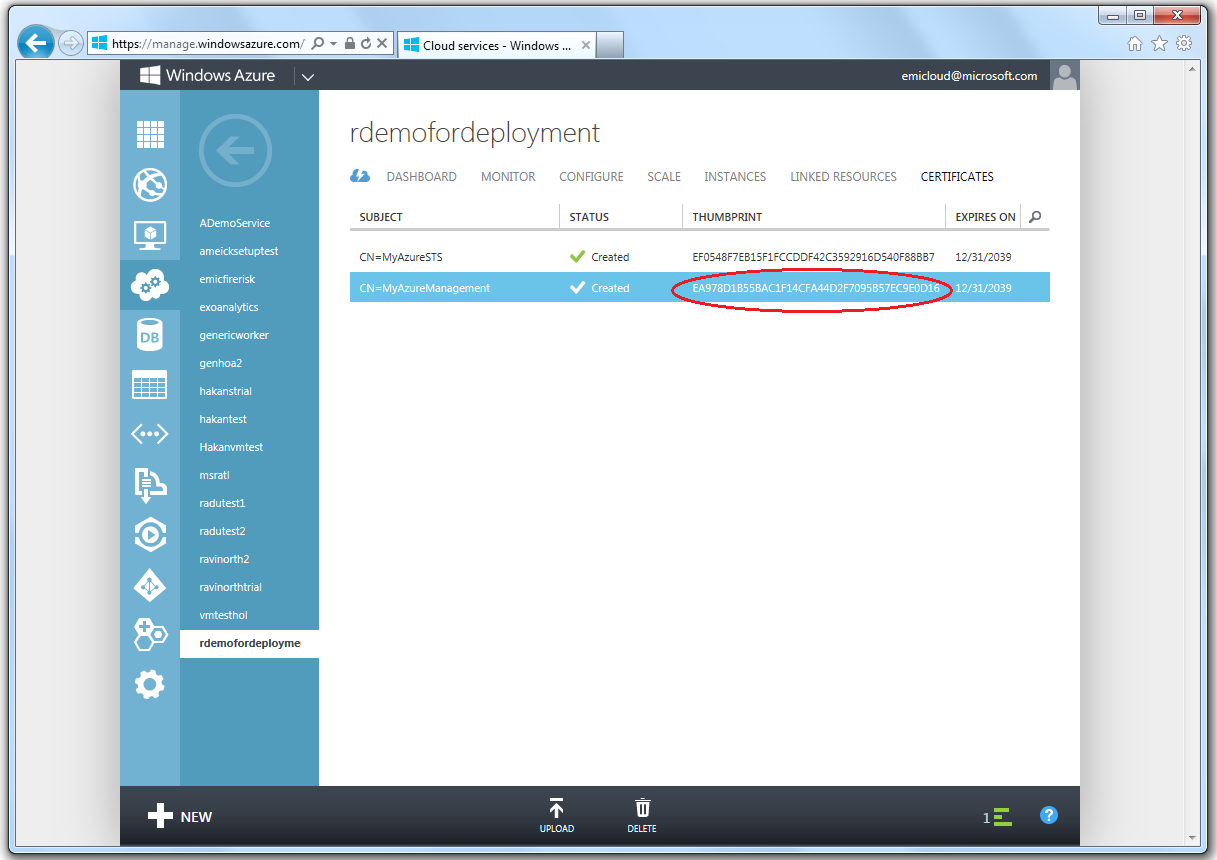 https://manage.windowsazure.com/
Cloud services - Windows ...
Windows Azure
emicloud@microsoft.com
ADemoService
ameicksetuptest
emicfirerisk
exoanalytics
genericworker
genhoa2
hakanstrial
hakantest
Hakanvmtest
msratl
radutest1
radutest2
ravinorth2
ravinorthtrial
vmtesthol
rdemofordeployme
DB
rdemofordeployment
DASHBOARD MONITOR CONFIGURE SCALE INSTANCES LINKED RESOURCES CERTIFICATES
SUBJECT STATUS THUMBPRINT EXPIRES ON
CN=MyAzureSTS Created EF0548F7EB15F1FCCDDF42C3592916D540F88BB7 12/31/2039
CN=MyAzureManagement Created EA978D1B55BAC1F14CFA44D2F7095B57EC9E0D16 12/31/2039
NEW
UPLOAD
DELETE
1
?